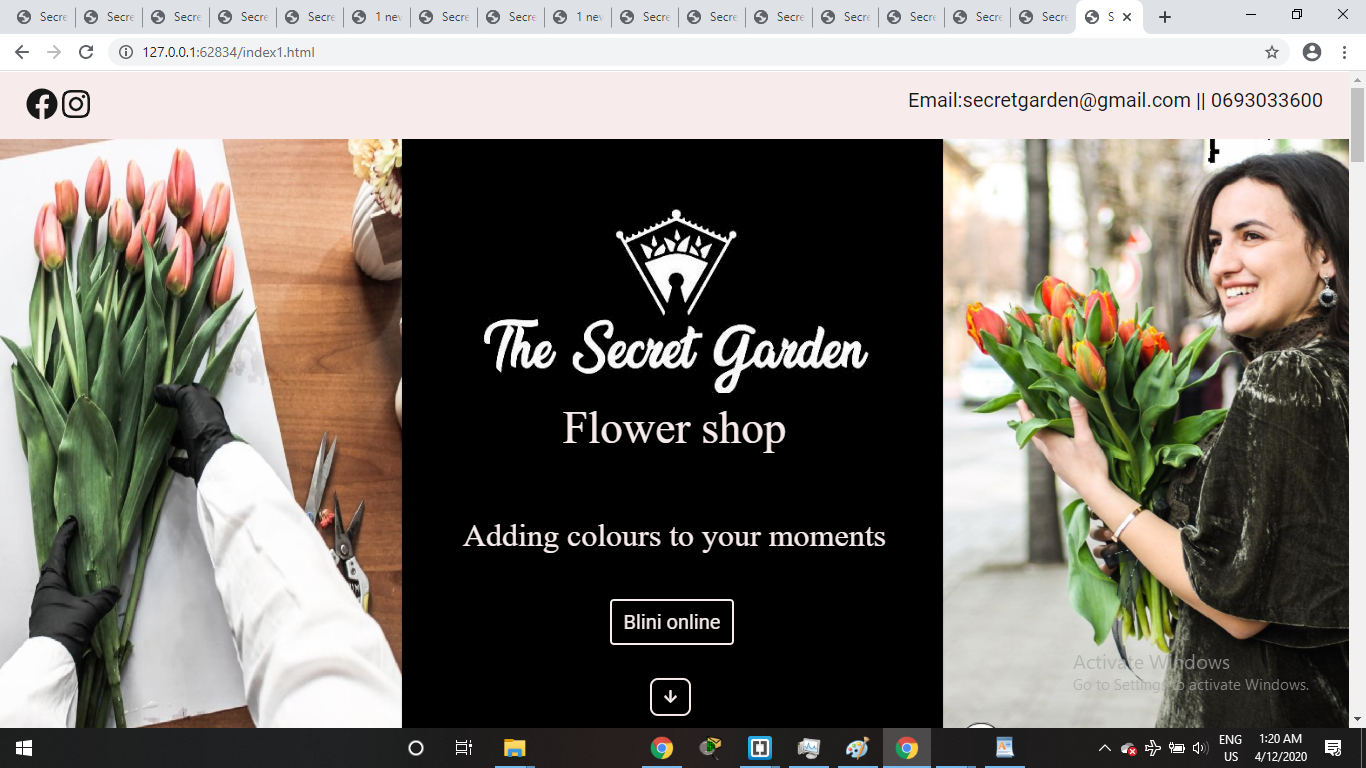 Secre Secre Secre Secre Secre 1 nev Secre Secre 1 nev Secre Secre Secre Secre Secre Secre Secre S
127.0.0.1:62834/index1.html
Email:secretgarden@gmail.com || 0693033600
}
The Secret Garden
Flower shop
Adding colours to your moments
Blini online
Activate Windows
Go to Settings to activate Windows.
ENG
US
1:20 AM
4/12/2020